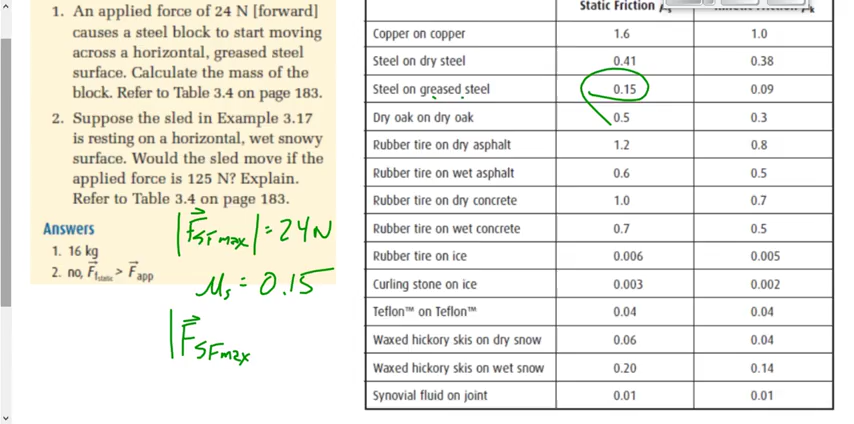 1. An applied force of 24 N [forward]
causes a steel block to start moving
across a horizontal, greased steel
surface. Calculate the mass of the
block. Refer to Table 3.4 on page 183.
2. Suppose the sled in Example 3.17
is resting on a horizontal, wet snowy
surface. Would the sled move if the
applied force is 125 N? Explain.
Refer to Table 3.4 on page 183.
Answers
1. 16 kg
2. no, F⃗fstatic > F⃗app
|F⃗SFmax| = 24N
μs = 0.15
|F⃗SFmax
Static Friction μ
Copper on copper 1.6 1.0
Steel on dry steel 0.41 0.38
Steel on greased steel 0.15 0.09
Dry oak on dry oak 0.5 0.3
Rubber tire on dry asphalt 1.2 0.8
Rubber tire on wet asphalt 0.6 0.5
Rubber tire on dry concrete 1.0 0.7
Rubber tire on wet concrete 0.7 0.5
Rubber tire on ice 0.006 0.005
Curling stone on ice 0.003 0.002
Teflon™ on Teflon™ 0.04 0.04
Waxed hickory skis on dry snow 0.06 0.04
Waxed hickory skis on wet snow 0.20 0.14
Synovial fluid on joint 0.01 0.01